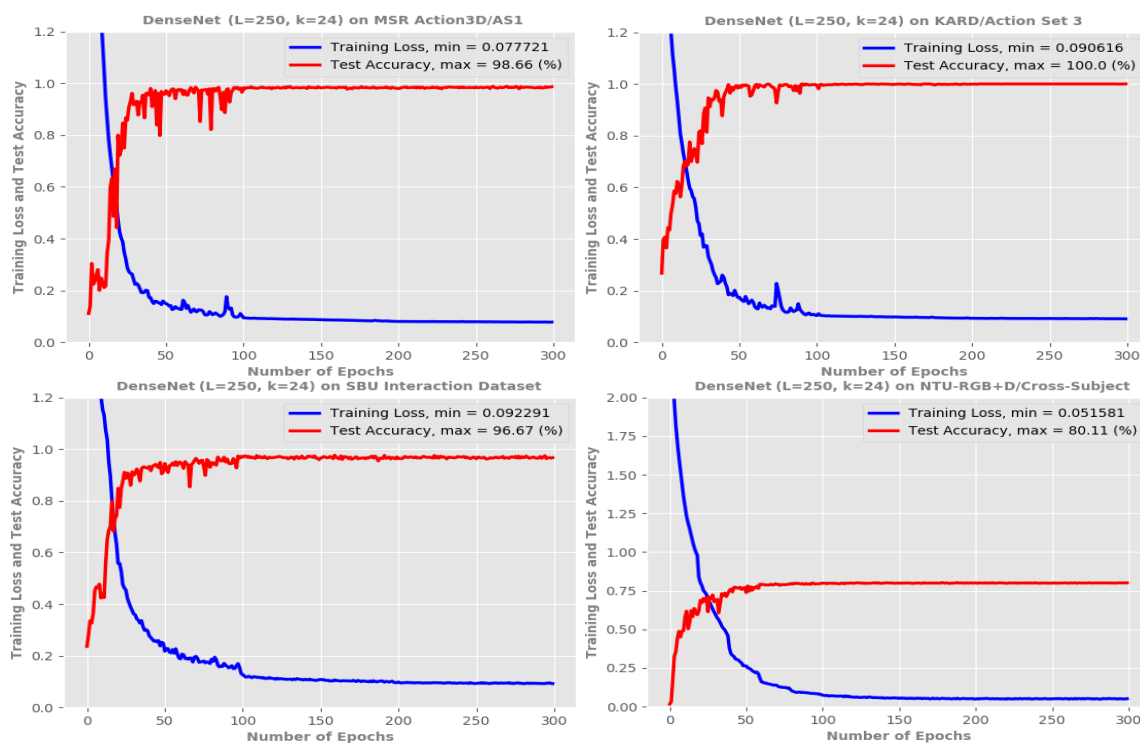 DenseNet (L=250, k=24) on MSR Action3D/AS1
Training Loss and Test Accuracy
1.2
1.0
0.8
0.6
0.4
0.2
0.0
Training Loss, min = 0.077721
Test Accuracy, max = 98.66 (%)
0 50 100 150 200 250 300
Number of Epochs
DenseNet (L=250, k=24) on KARD/Action Set 3
Training Loss and Test Accuracy
1.2
1.0
0.8
0.6
0.4
0.2
0.0
Training Loss, min = 0.090616
Test Accuracy, max = 100.0 (%)
0 50 100 150 200 250 300
Number of Epochs
DenseNet (L=250, k=24) on SBU Interaction Dataset
Training Loss and Test Accuracy
1.2
1.0
0.8
0.6
0.4
0.2
0.0
Training Loss, min = 0.092291
Test Accuracy, max = 96.67 (%)
0 50 100 150 200 250 300
Number of Epochs
DenseNet (L=250, k=24) on NTU-RGB+D/Cross-Subject
Training Loss and Test Accuracy
2.00
1.75
1.50
1.25
1.00
0.75
0.50
0.25
0.00
Training Loss, min = 0.051581
Test Accuracy, max = 80.11 (%)
0 50 100 150 200 250 300
Number of Epochs